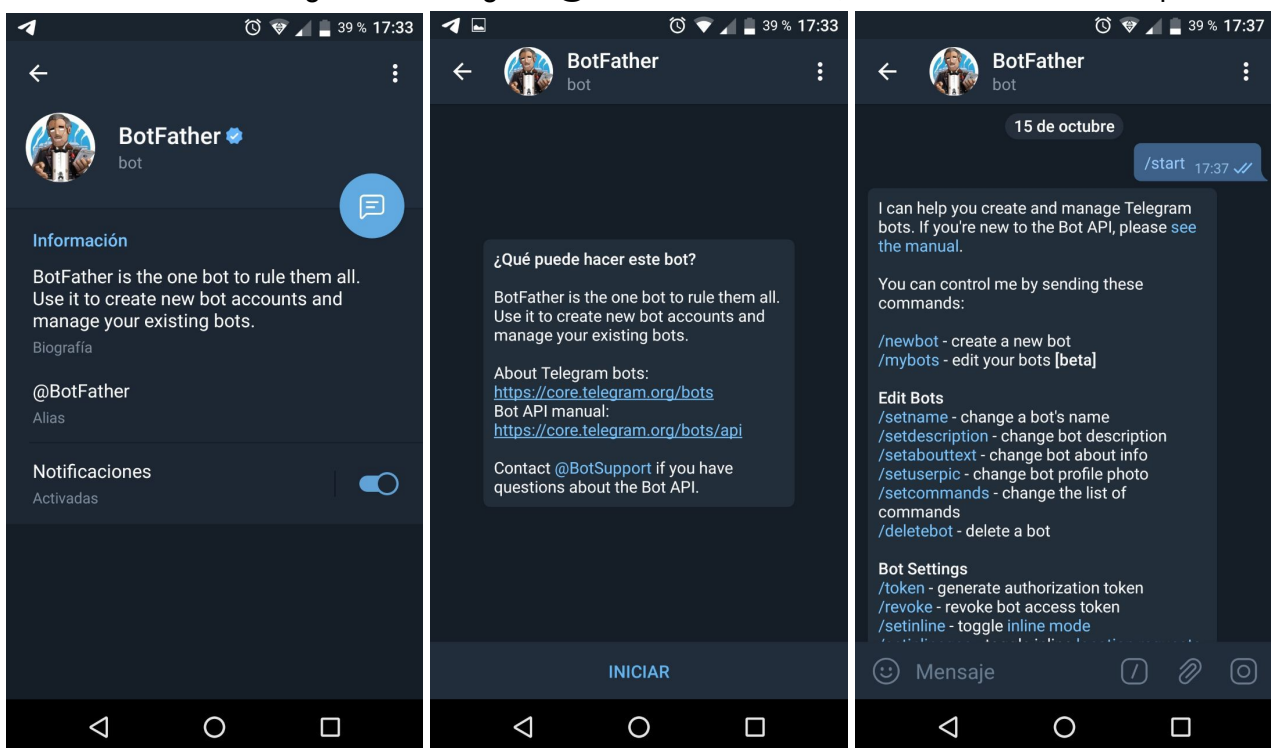 39 % 17:33
BotFather
bot
Información
BotFather is the one bot to rule them all.
Use it to create new bot accounts and
manage your existing bots.
Biografía
@BotFather
Alias
Notificaciones
Activadas
39 % 17:33
BotFather
bot
¿Qué puede hacer este bot?
BotFather is the one bot to rule them all.
Use it to create new bot accounts and
manage your existing bots.
About Telegram bots:
https://core.telegram.org/bots
Bot API manual:
https://core.telegram.org/bots/api
Contact @BotSupport if you have
questions about the Bot API.
INICIAR
39 % 17:37
BotFather
bot
15 de octubre
/start 17:37
I can help you create and manage Telegram
bots. If you're new to the Bot API, please see
the manual.
You can control me by sending these
commands:
/newbot - create a new bot
/mybots - edit your bots [beta]
Edit Bots
/setname - change a bot's name
/setdescription - change bot description
/setabouttext - change bot about info
/setuserpic - change bot profile photo
/setcommands - change the list of
commands
/deletebot - delete a bot
Bot Settings
/token - generate authorization token
/revoke - revoke bot access token
/setinline - toggle inline mode
Mensaje